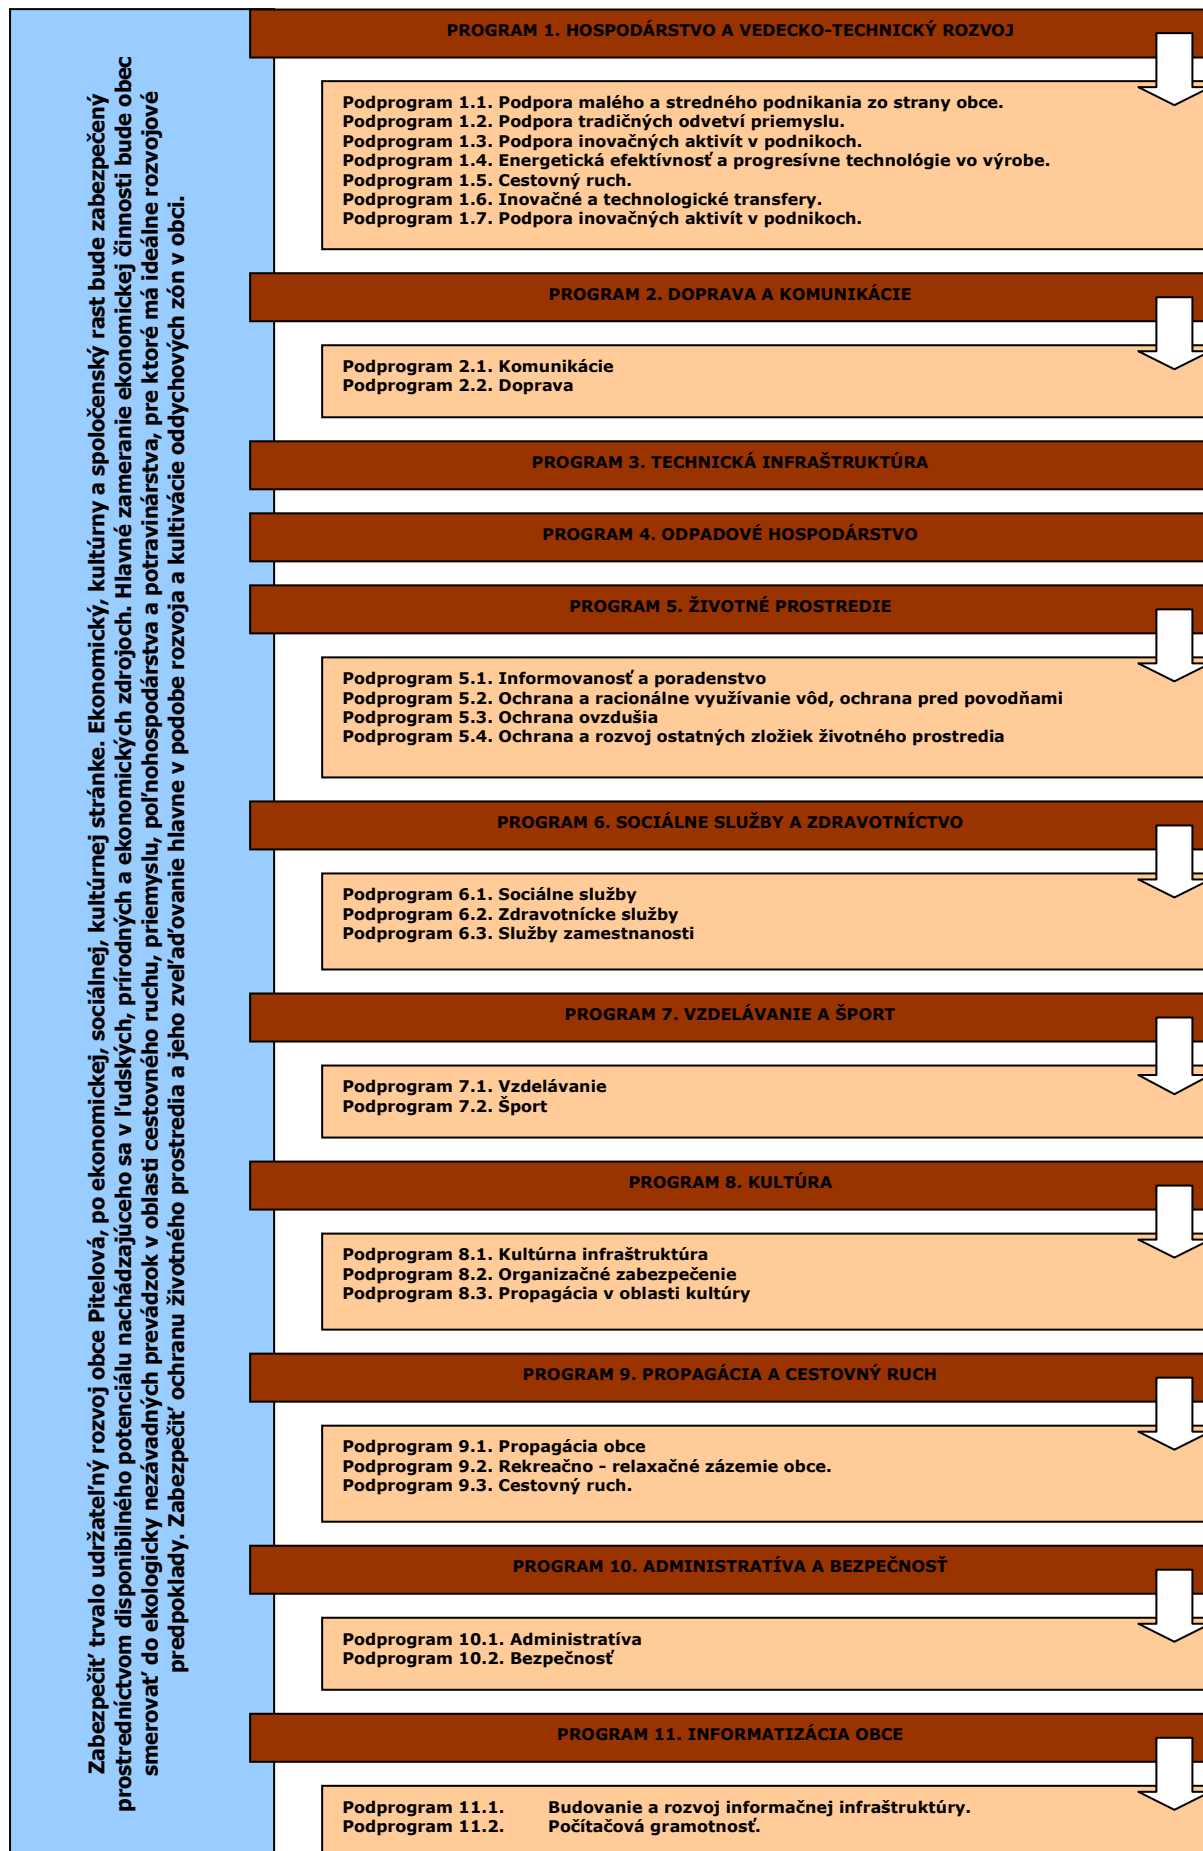 Zabezpečiť trvalo udržateľný rozvoj obce Pitelová, po ekonomickej, sociálnej, kultúrnej stránke. Ekonomický, kultúrny a spoločenský rast bude zabezpečený
prostredníctvom disponibilného potenciálu nachádzajúceho sa v ľudských, prírodných a ekonomických zdrojoch. Hlavné zameranie ekonomickej činnosti bude obec
smerovať do ekologicky nezávadných prevádzok v oblasti cestovného ruchu, priemyslu, poľnohospodárstva a potravinárstva, pre ktoré má ideálne rozvojové
predpoklady. Zabezpečiť ochranu životného prostredia a jeho zveľaďovanie hlavne v podobe rozvoja a kultivácie oddychových zón v obci.
PROGRAM 1. HOSPODÁRSTVO A VEDECKO-TECHNICKÝ ROZVOJ
Podprogram 1.1. Podpora malého a stredného podnikania zo strany obce.
Podprogram 1.2. Podpora tradičných odvetví priemyslu.
Podprogram 1.3. Podpora inovačných aktivít v podnikoch.
Podprogram 1.4. Energetická efektívnosť a progresívne technológie vo výrobe.
Podprogram 1.5. Cestovný ruch.
Podprogram 1.6. Inovačné a technologické transfery.
Podprogram 1.7. Podpora inovačných aktivít v podnikoch.
PROGRAM 2. DOPRAVA A KOMUNIKÁCIE
Podprogram 2.1. Komunikácie
Podprogram 2.2. Doprava
PROGRAM 3. TECHNICKÁ INFRAŠTRUKTÚRA
PROGRAM 4. ODPADOVÉ HOSPODÁRSTVO
PROGRAM 5. ŽIVOTNÉ PROSTREDIE
Podprogram 5.1. Informovanosť a poradenstvo
Podprogram 5.2. Ochrana a racionálne využívanie vôd, ochrana pred povodňami
Podprogram 5.3. Ochrana ovzdušia
Podprogram 5.4. Ochrana a rozvoj ostatných zložiek životného prostredia
PROGRAM 6. SOCIÁLNE SLUŽBY A ZDRAVOTNÍCTVO
Podprogram 6.1. Sociálne služby
Podprogram 6.2. Zdravotnícke služby
Podprogram 6.3. Služby zamestnanosti
PROGRAM 7. VZDELÁVANIE A ŠPORT
Podprogram 7.1. Vzdelávanie
Podprogram 7.2. Šport
PROGRAM 8. KULTÚRA
Podprogram 8.1. Kultúrna infraštruktúra
Podprogram 8.2. Organizačné zabezpečenie
Podprogram 8.3. Propagácia v oblasti kultúry
PROGRAM 9. PROPAGÁCIA A CESTOVNÝ RUCH
Podprogram 9.1. Propagácia obce
Podprogram 9.2. Rekreačno - relaxačné zázemie obce.
Podprogram 9.3. Cestovný ruch.
PROGRAM 10. ADMINISTRATÍVA A BEZPEČNOSŤ
Podprogram 10.1. Administratíva
Podprogram 10.2. Bezpečnosť
PROGRAM 11. INFORMATIZÁCIA OBCE
Podprogram 11.1. Budovanie a rozvoj informačnej infraštruktúry.
Podprogram 11.2. Počítačová gramotnosť.